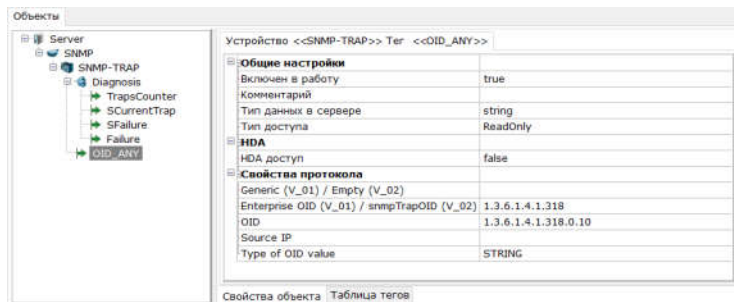 Объекты
Server
SNMP
SNMP-TRAP
Diagnosis
TrapsCounter
SCurrentTrap
SFailure
Failure
OID_ANY
Устройство <<SNMP-TRAP>> Тег <<OID_ANY>>
Общие настройки
Включен в работу true
Комментарий
Тип данных в сервере string
Тип доступа ReadOnly
HDA
HDA доступ false
Свойства протокола
Generic (V_01) / Empty (V_02)
Enterprise OID (V_01) / snmpTrapOID (V_02) 1.3.6.1.4.1.318
OID 1.3.6.1.4.1.318.0.10
Source IP
Type of OID value STRING
Свойства объекта Таблица тегов